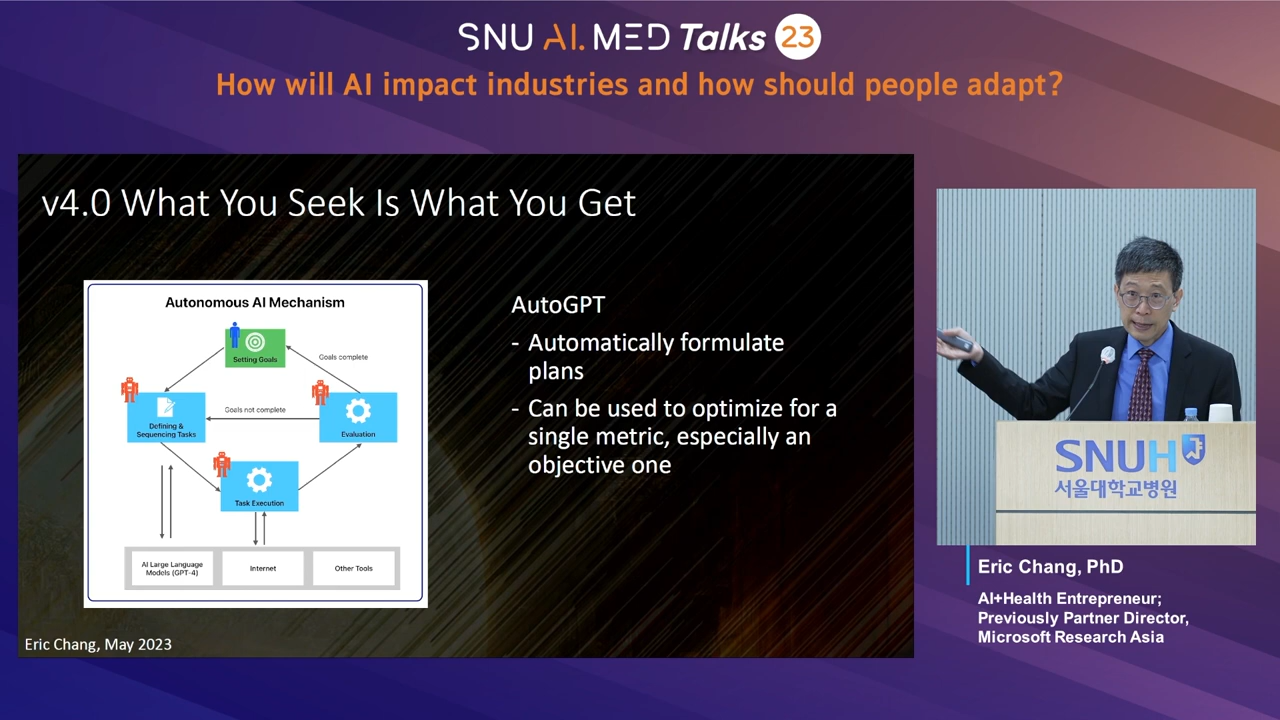 SNU AI.MED Talks 23
How will AI impact industries and how should people adapt?
v4.0 What You Seek Is What You Get
Autonomous AI Mechanism
Setting Goals
Goals complete
Defining &
Sequencing Tasks
Goals not complete
Evaluation
Task Execution
AI Large Language
Models (GPT-4)
Internet
Other Tools
AutoGPT
- Automatically formulate
plans
- Can be used to optimize for a
single metric, especially an
objective one
Eric Chang, May 2023
SNUH
서울대학교병원
Eric Chang, PhD
AI+Health Entrepreneur;
Previously Partner Director,
Microsoft Research Asia